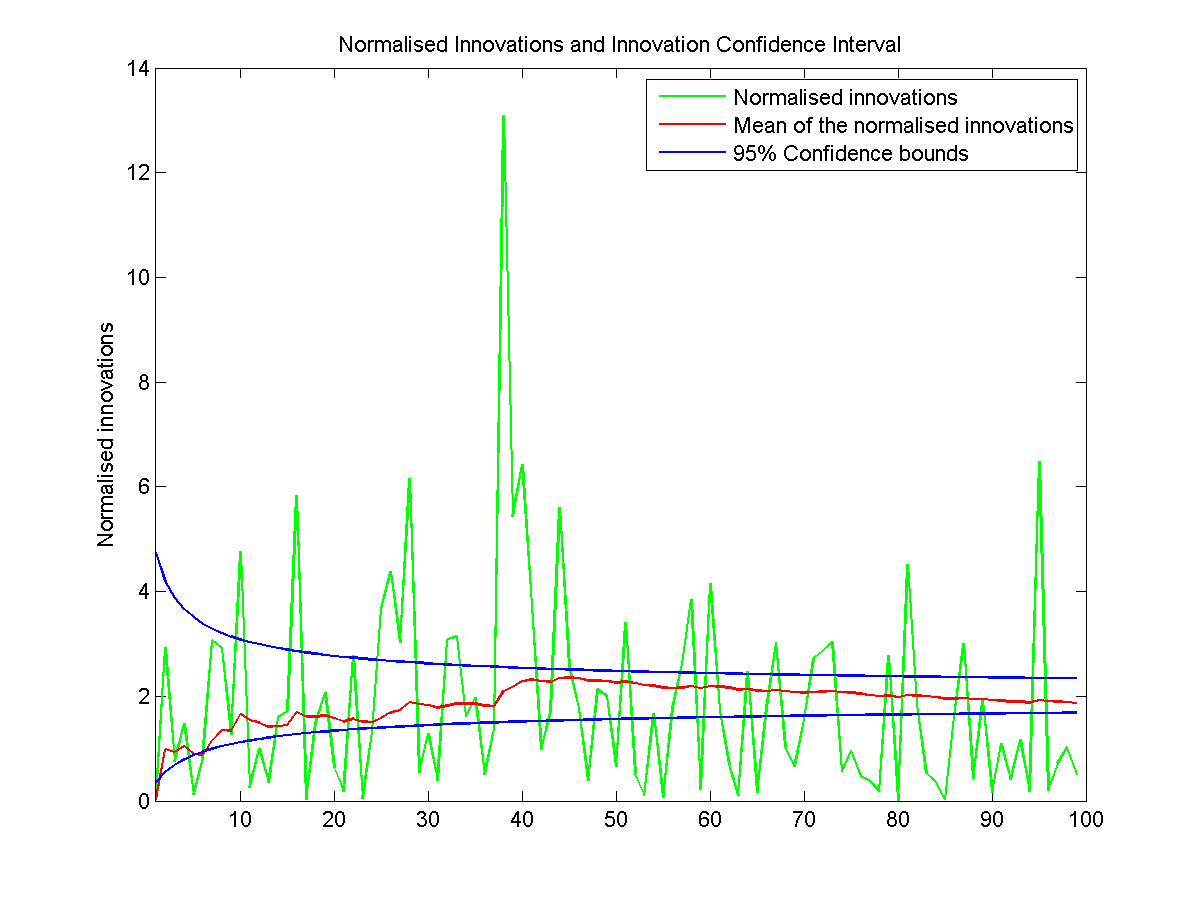 Normalised Innovations and Innovation Confidence Interval
14
12
10
8
6
4
2
0
Normalised innovations
Normalised innovations
Mean of the normalised innovations
95% Confidence bounds
10 20 30 40 50 60 70 80 90 100